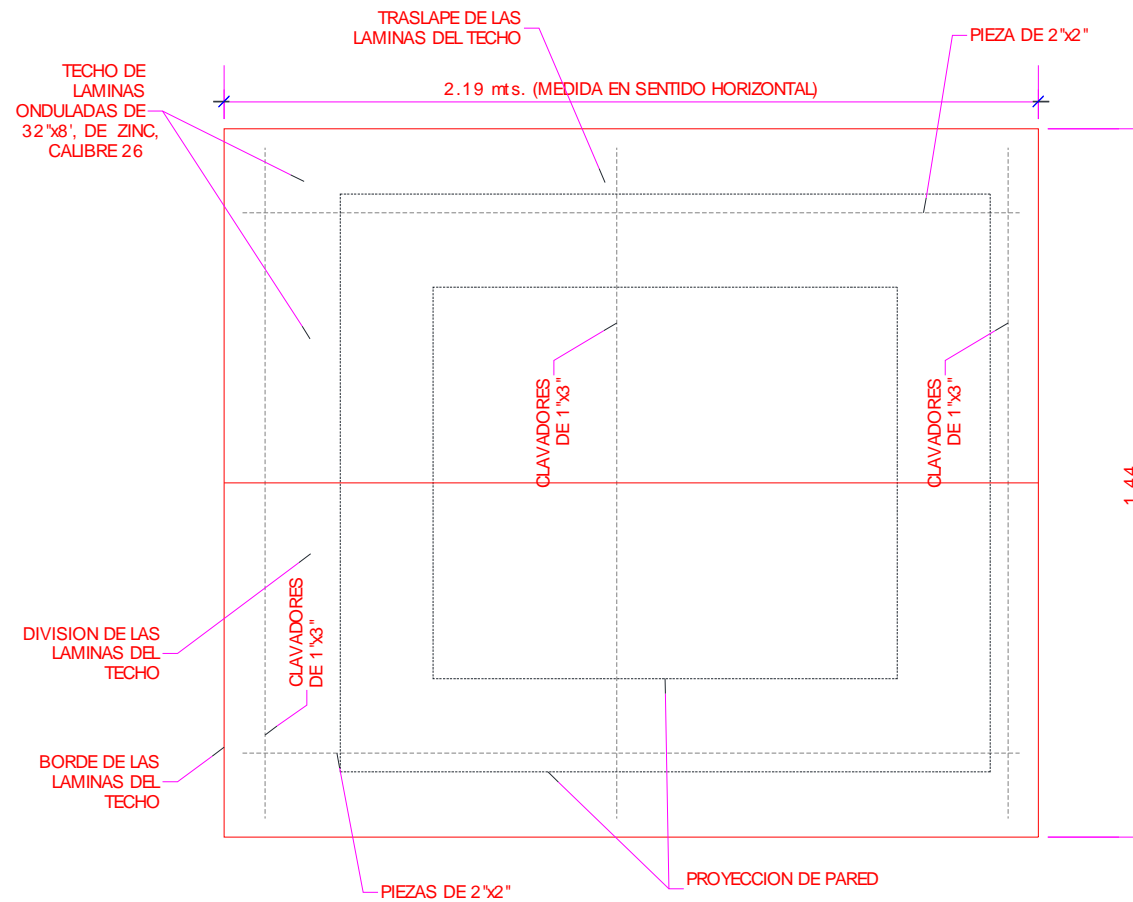 TRASLAPE DE LAS
LAMINAS DEL TECHO
PIEZA DE 2"x2"
TECHO DE
LAMINAS
ONDULADAS DE
32"x8', DE ZINC,
CALIBRE 26
2.19 mts. (MEDIDA EN SENTIDO HORIZONTAL)
CLAVADORES
DE 1"x3"
CLAVADORES
DE 1"x3"
1.44
CLAVADORES
DE 1"x3"
DIVISION DE LAS
LAMINAS DEL
TECHO
BORDE DE LAS
LAMINAS DEL
TECHO
PIEZAS DE 2"x2"
PROYECCION DE PARED